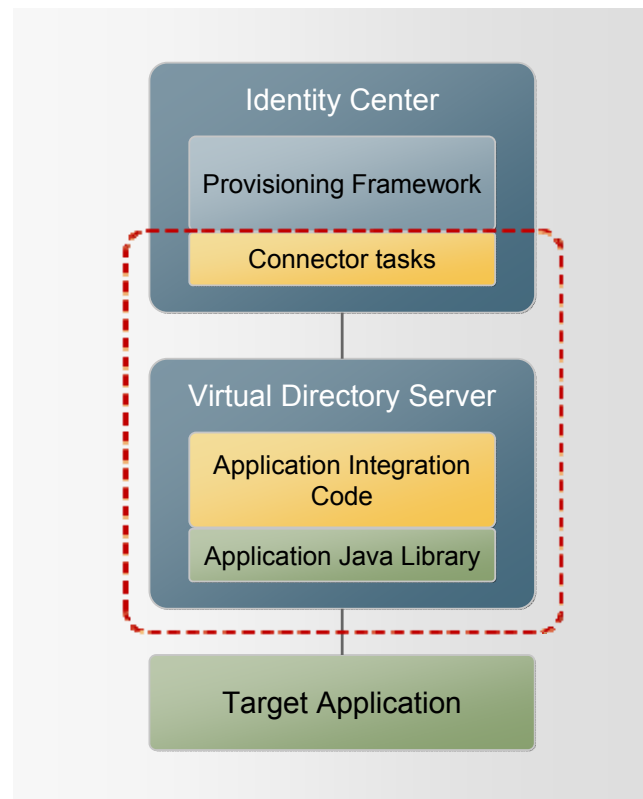 Identity Center
Provisioning Framework
Connector tasks
Virtual Directory Server
Application Integration
Code
Application Java Library
Target Application